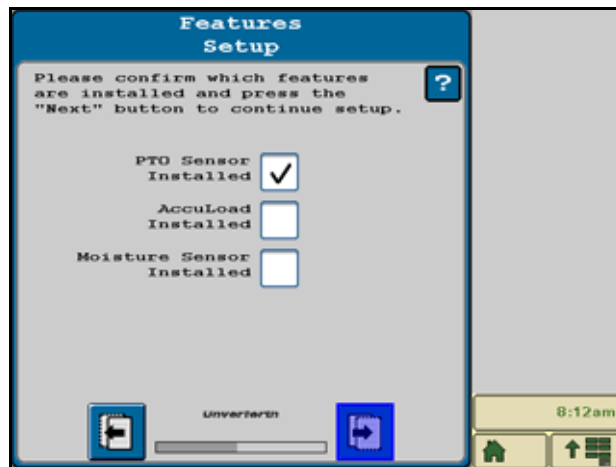 Features
Setup
Please confirm which features
are installed and press the
"Next" button to continue setup.
?
PTO Sensor
Installed
AccuLoad
Installed
Moisture Sensor
Installed
Unverferth
8:12am